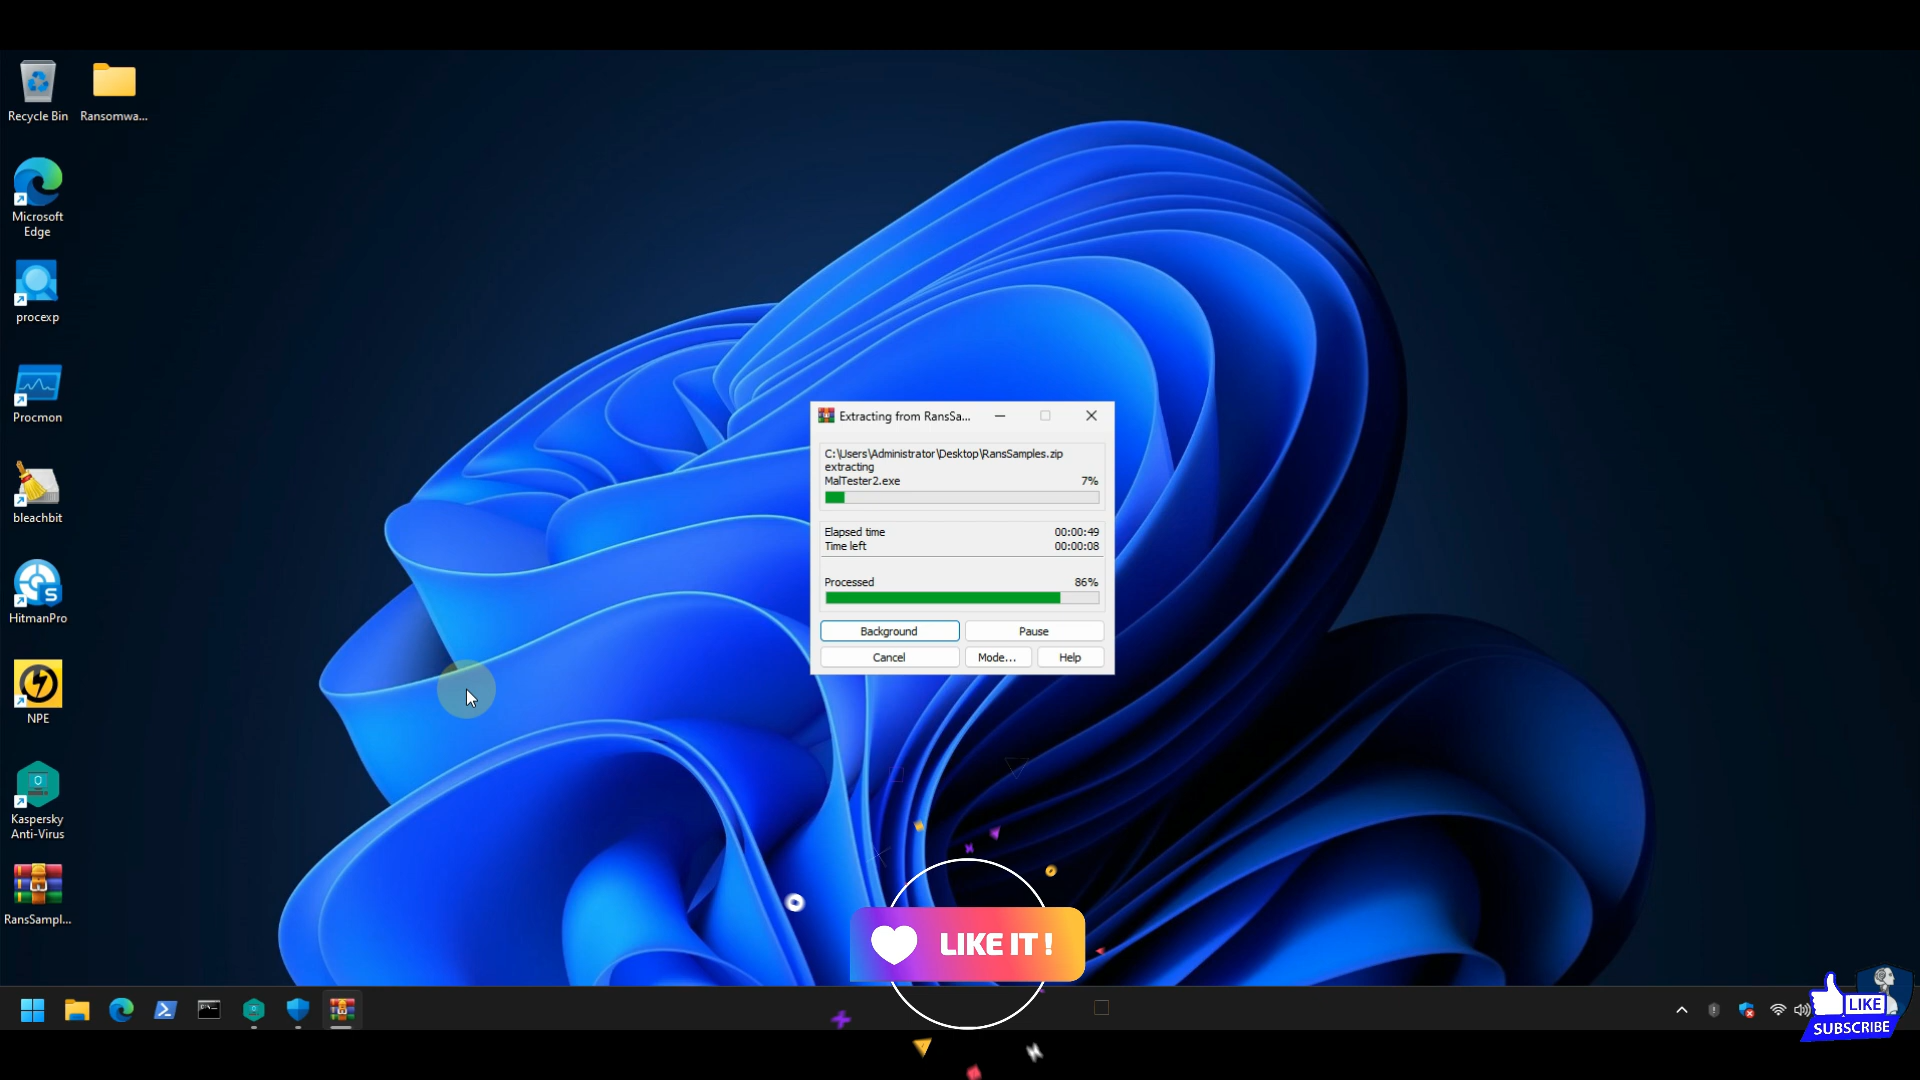 Recycle Bin
Ransomwa...
Microsoft
Edge
procexp
Procmon
bleachbit
HitmanPro
NPE
Kaspersky
Anti-Virus
RansSampl...
Extracting from RansSa...
C:\Users\Administrator\Desktop\RansSamples.zip
extracting
MalTester2.exe 7%
Elapsed time 00:00:49
Time left 00:00:08
Processed 86%
Background Pause
Cancel Mode... Help
LIKE IT !
LIKE
SUBSCRIBE